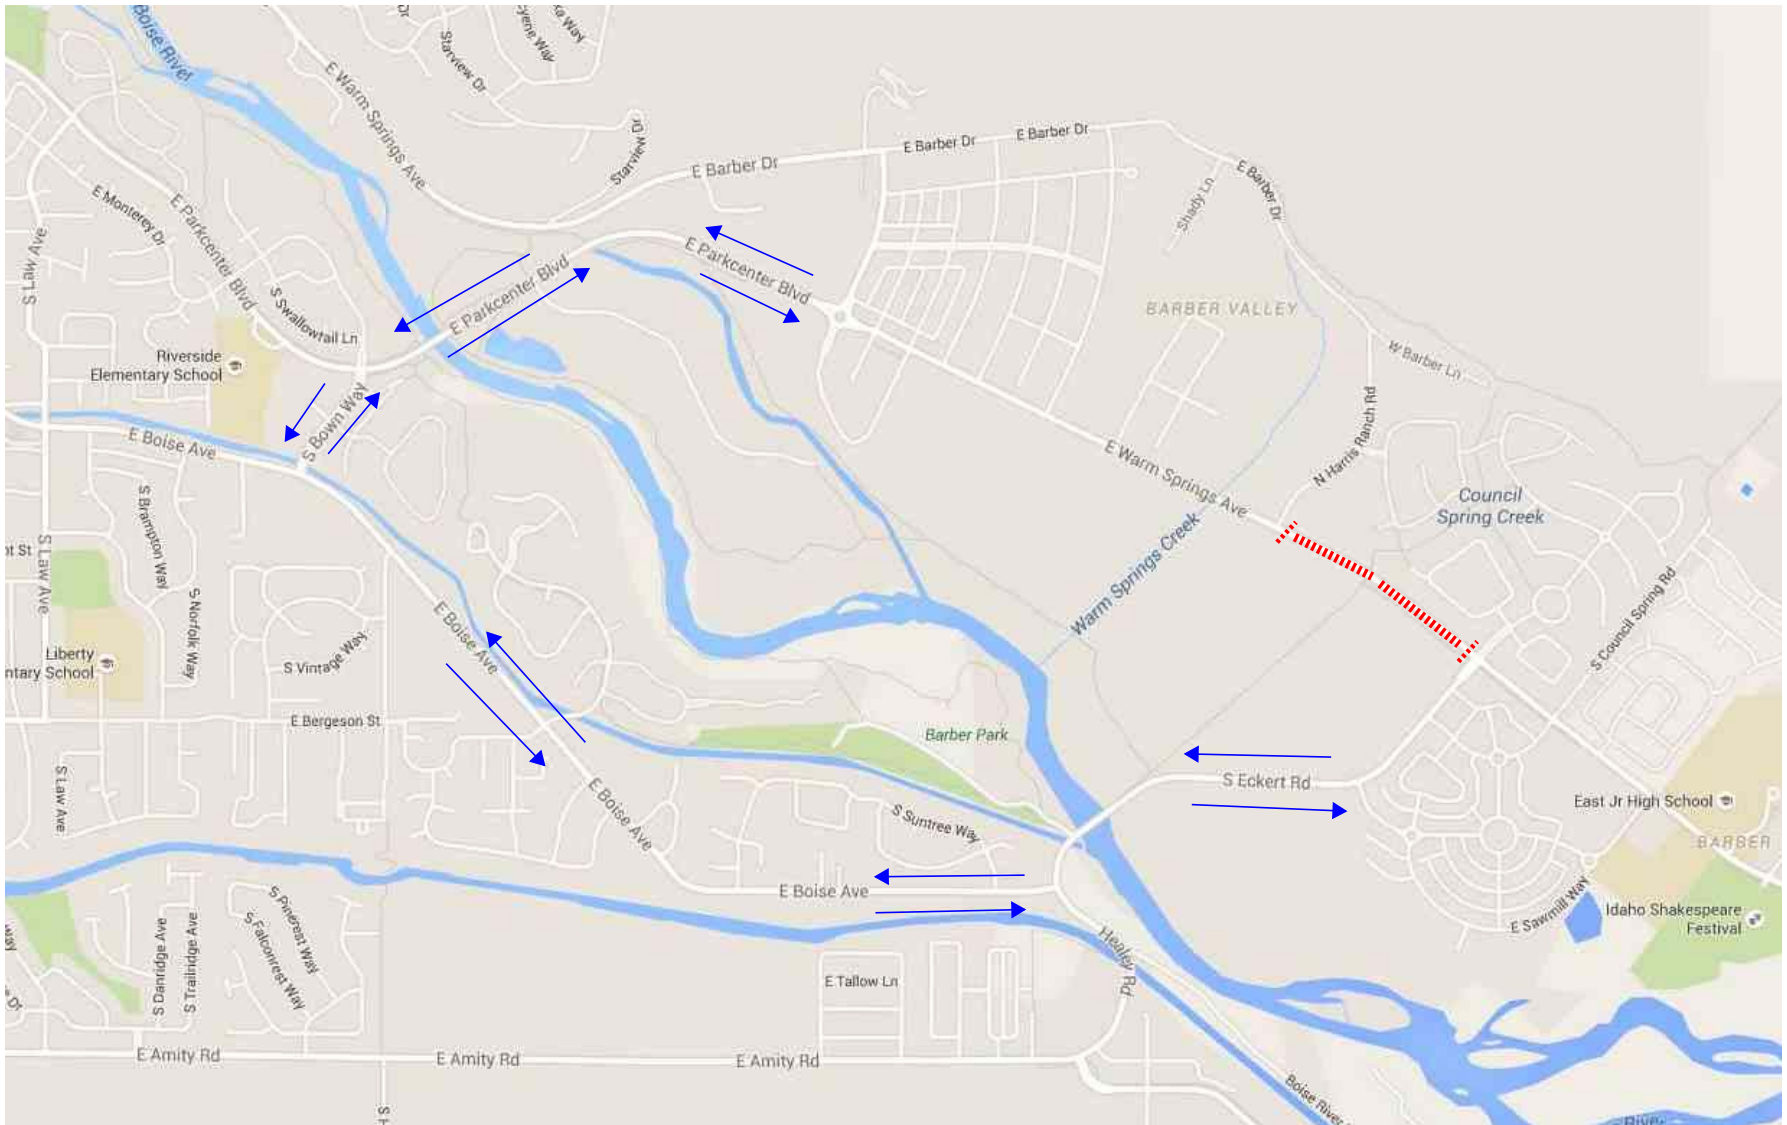 Boise River
E Warm Springs Ave
Starview Dr
Starview Dr
E Barber Dr
E Barber Dr
E Barber Dr
E Barber Dr
Shady Ln
W Barber Ln
E Monterey Dr
E Parkcenter Blvd
S Law Ave
S Swallowtail Ln
E Parkcenter Blvd
E Parkcenter Blvd
BARBER VALLEY
Riverside
Elementary School
S Bown Way
E Boise Ave
N Harris Ranch Rd
E Warm Springs Ave
Council
Spring Creek
Warm Springs Creek
S Brampton Way
S Law Ave
S Norfolk Way
S Vintage Way
E Boise Ave
Liberty
ntary School
S Council Spring Rd
E Bergeson St
Barber Park
S Law Ave
E Boise Ave
S Eckert Rd
S Suntree Way
East Jr High School
BARBER
E Boise Ave
E Sawmill Way
Idaho Shakespeare
Festival
S Pinecrest Way
S Falconrest Way
S Danridge Ave
S Trailridge Ave
Way
Healey Rd
E Tallow Ln
E Amity Rd
E Amity Rd
E Amity Rd
Boise River
River